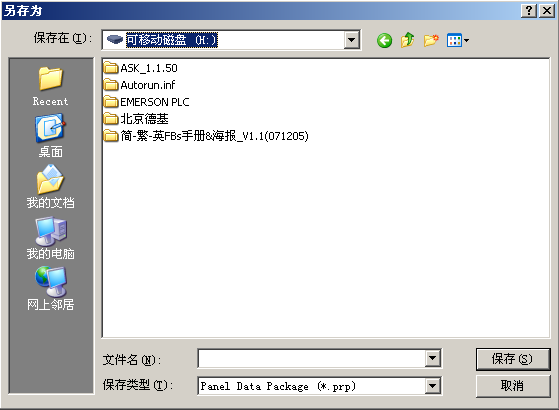 另存为
保存在(I):
可移动磁盘 (H:)
ASK_1.1.50
Autorun.inf
EMERSON PLC
北京德基
简-繁-英FBs手册&海报_V1.1(071205)
Recent
桌面
我的文档
我的电脑
网上邻居
文件名(N):
保存(S)
保存类型(T):
Panel Data Package (*.prp)
取消